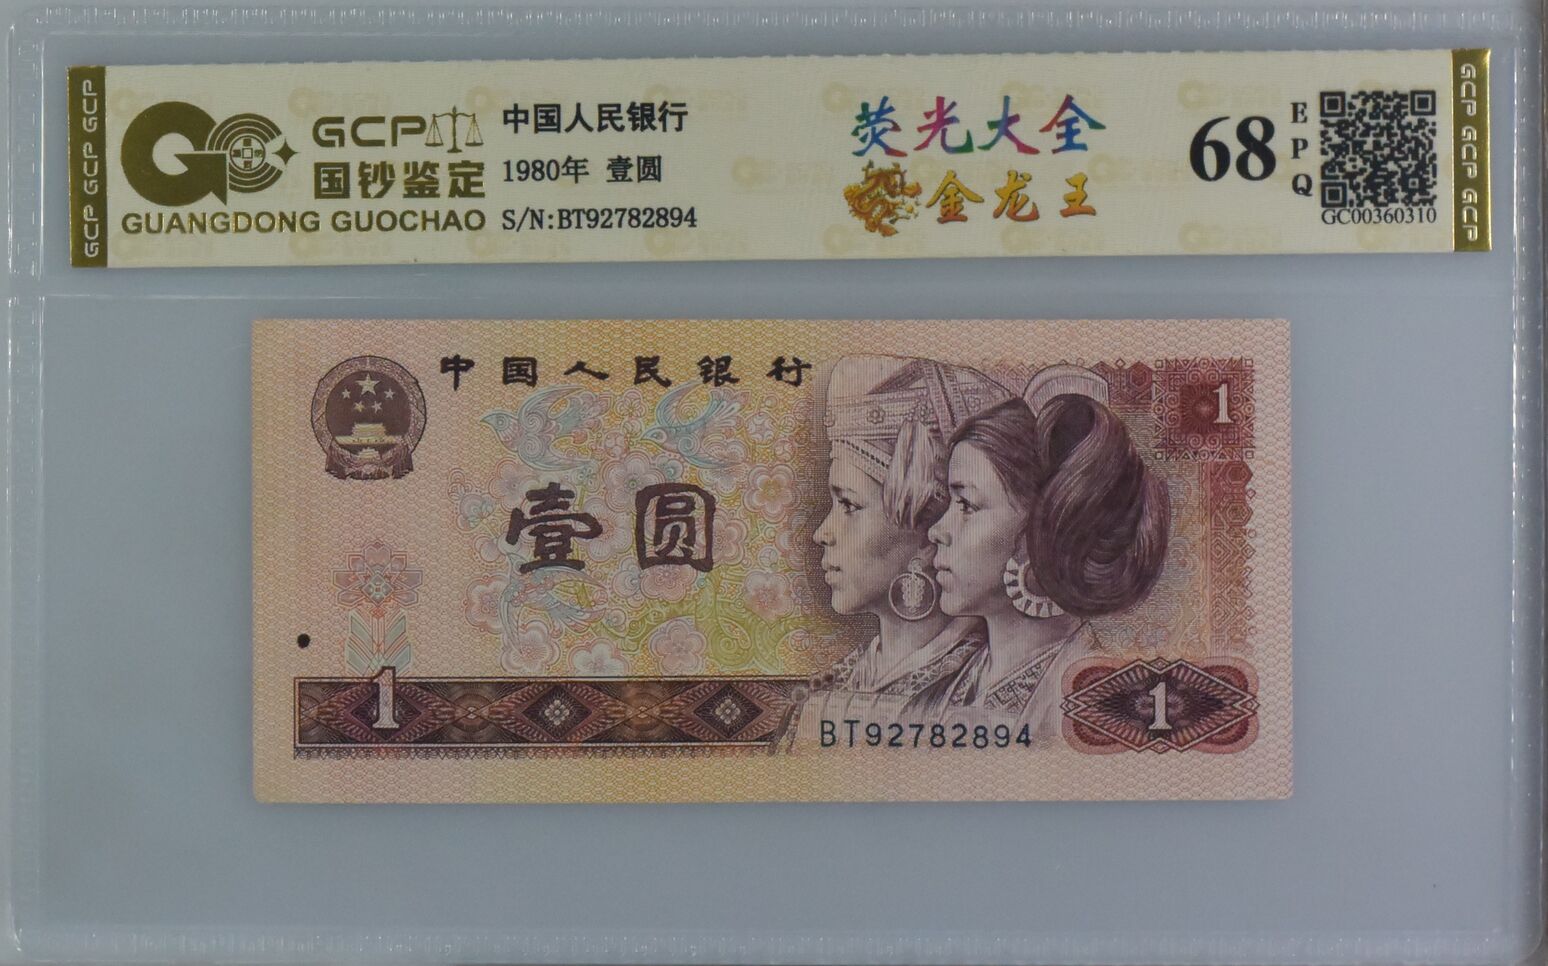 GCP GCP GCP
GCP
国钞鉴定
GUANGDONG GUOCHAO
中国人民银行
1980年 壹圆
S/N:BT92782894
荧光大全
金龙王
68
EPQ
GC00360310
GCP GCP GCP
中国人民银行
1
壹圆
1
BT92782894
1